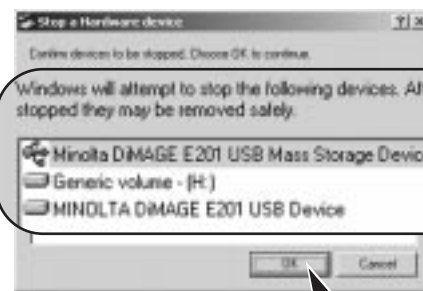 Stop a Hardware device
Confirm devices to be stopped. Choose OK to continue.
Windows will attempt to stop the following devices. Aft
stopped they may be removed safely.
Minolta DiMAGE E201 USB Mass Storage Devic
Generic volume - (H:)
MINOLTA DiMAGE E201 USB Device
OK
Cancel